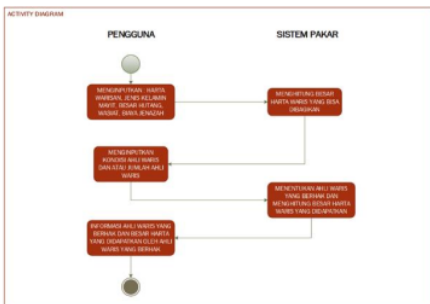 ACTIVITY DIAGRAM
PENGGUNA
SISTEM PAKAR
MENGINPUTKAN HARTA
WARISAN, JENIS KELAMIN
MAYIT, BESAR HUTANG,
WASIAT, BIAYA JENAZAH
MENGHITUNG BESAR
HARTA WARIS YANG BISA
DIBAGIKAN
MENGINPUTKAN
KONDISI AHLI WARIS
DAN ATAU JUMLAH AHLI
WARIS
MENENTUKAN AHLI WARIS
YANG BERHAK DAN
MENGHITUNG BESAR HARTA
WARIS YANG DIDAPATKAN
INFORMASI AHLI WARIS YANG
BERHAK DAN BESAR HARTA
YANG DIDAPATKAN OLEH AHLI
WARIS YANG BERHAK